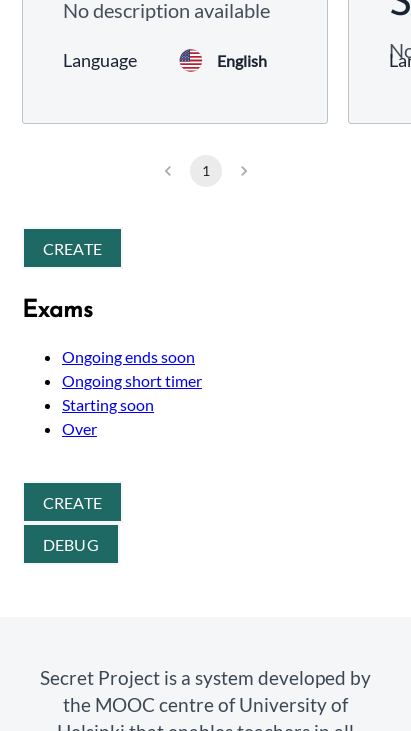 No description available
Language English
No
1
CREATE
Exams
Ongoing ends soon
Ongoing short timer
Starting soon
Over
CREATE
DEBUG
Secret Project is a system developed by
the MOOC centre of University of
Helsinki that enables teachers in all